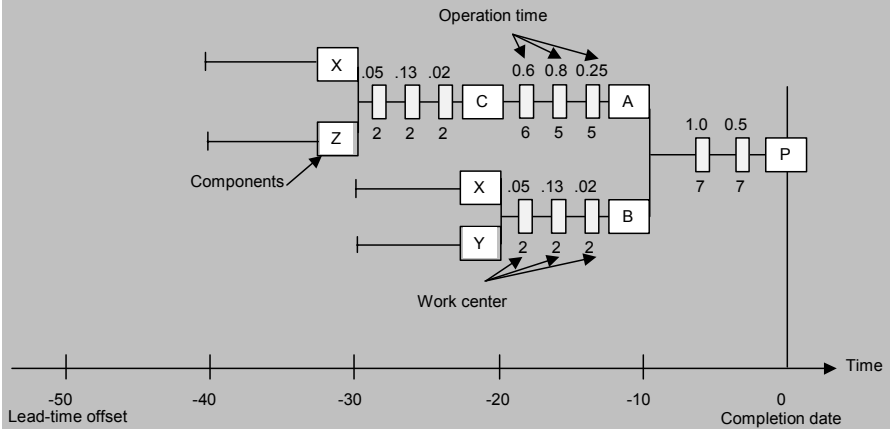 Operation time
X
.05 .13 .02
0.6 0.8 0.25
C
A
2 2 2
6 5 5
Z
1.0 0.5
P
7 7
Components
X
.05 .13 .02
B
Y
2 2 2
Work center
Time
-50 -40 -30 -20 -10 0
Lead-time offset
Completion date